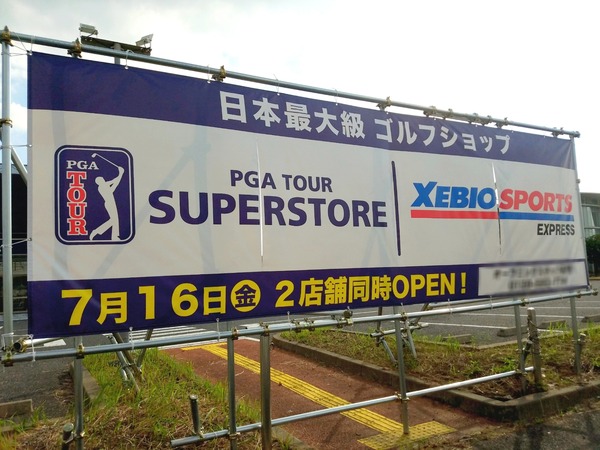 日本最大級 ゴルフショップ
PGA
TOUR
PGA TOUR
SUPERSTORE
XEBIO SPORTS
EXPRESS
7月16日㊎ 2店舗同時OPEN!